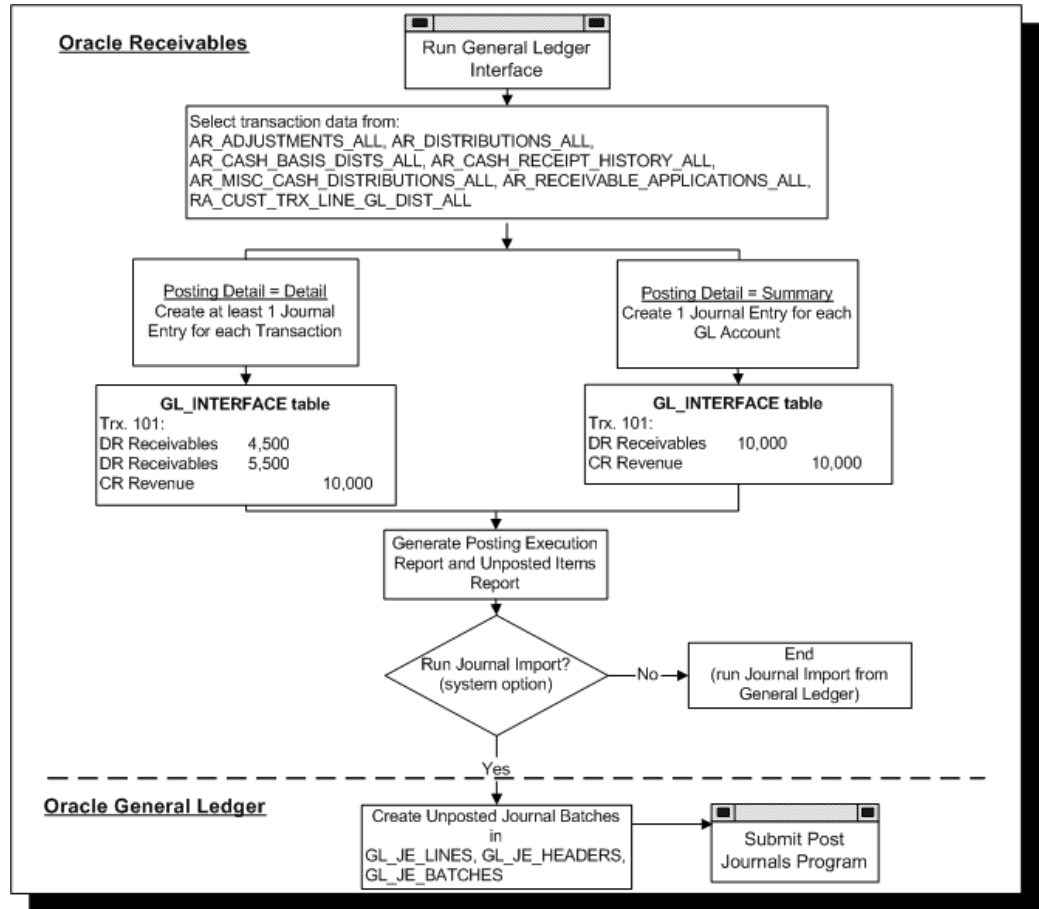 Oracle Receivables
Run General Ledger
Interface
Select transaction data from:
AR_ADJUSTMENTS_ALL, AR_DISTRIBUTIONS_ALL,
AR_CASH_BASIS_DISTS_ALL, AR_CASH_RECEIPT_HISTORY_ALL,
AR_MISC_CASH_DISTRIBUTIONS_ALL, AR_RECEIVABLE_APPLICATIONS_ALL,
RA_CUST_TRX_LINE_GL_DIST_ALL
Posting Detail = Detail
Create at least 1 Journal
Entry for each Transaction
Posting Detail = Summary
Create 1 Journal Entry for each
GL Account
GL_INTERFACE table
Trx. 101:
DR Receivables 4,500
DR Receivables 5,500
CR Revenue 10,000
GL_INTERFACE table
Trx. 101:
DR Receivables 10,000
CR Revenue 10,000
Generate Posting Execution
Report and Unposted Items
Report
Run Journal Import?
(system option)
No
End
(run Journal Import from
General Ledger)
Yes
Oracle General Ledger
Create Unposted Journal Batches
in
GL_JE_LINES, GL_JE_HEADERS,
GL_JE_BATCHES
Submit Post
Journals Program